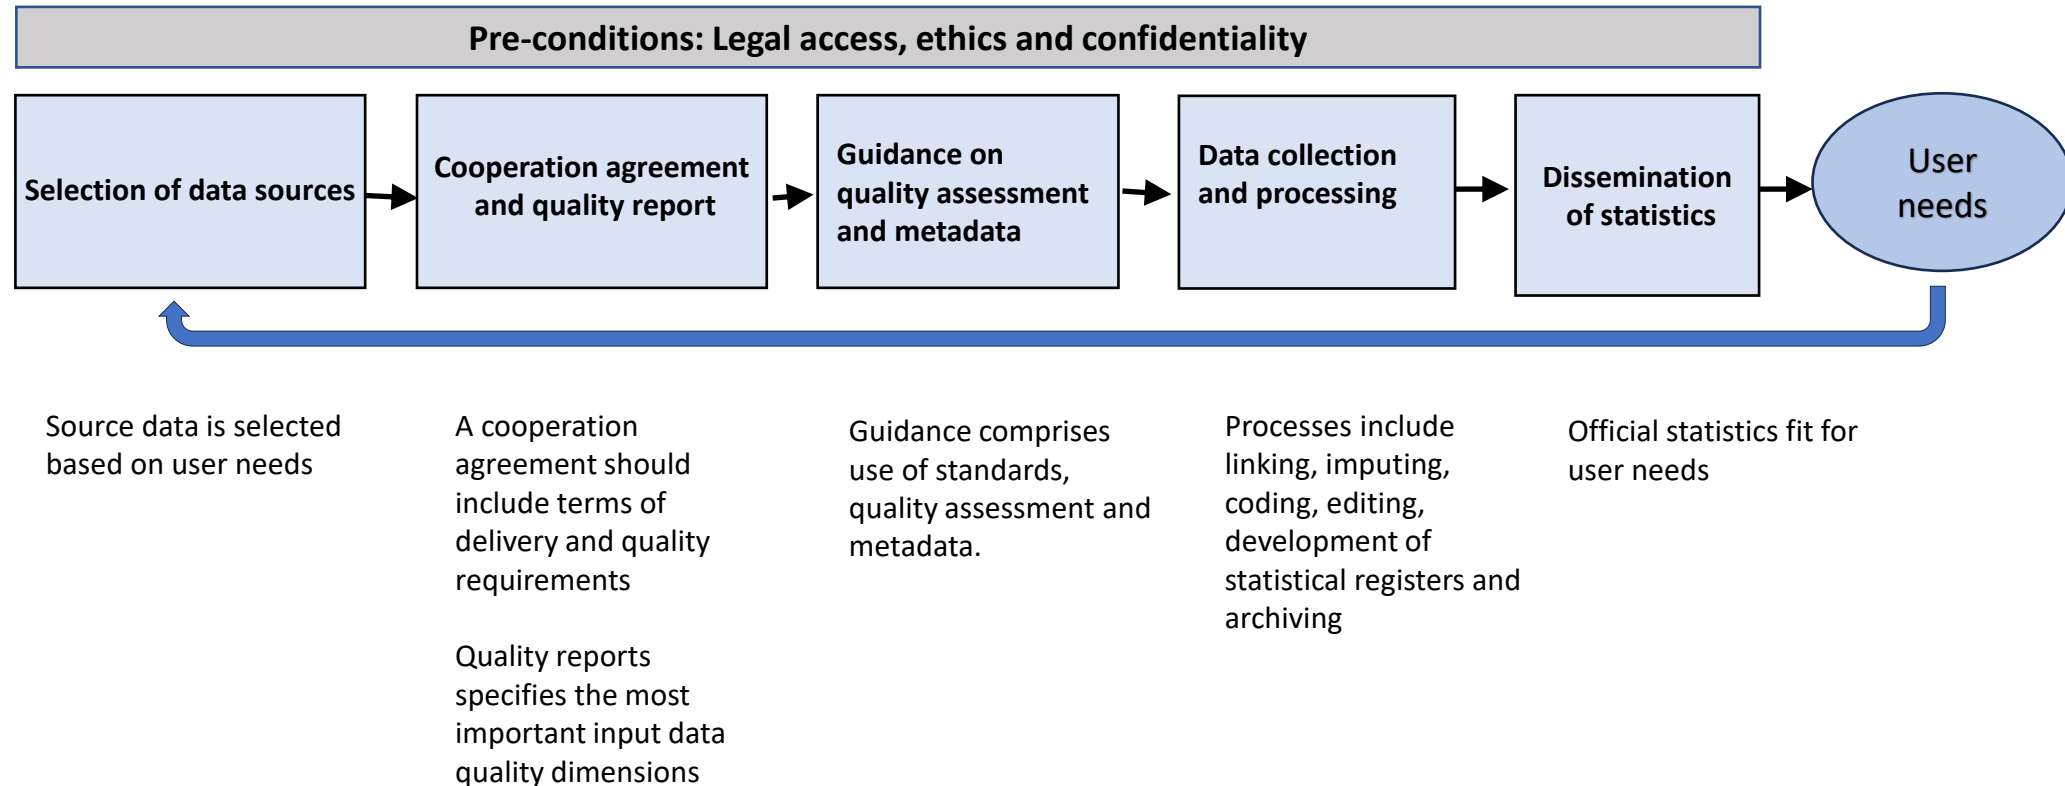 Pre-conditions: Legal access, ethics and confidentiality
Selection of data sources
Cooperation agreement
and quality report
Guidance on
quality assessment
and metadata
Data collection
and processing
Dissemination
of statistics
User
needs
Source data is selected
based on user needs
A cooperation
agreement should
include terms of
delivery and quality
requirements
Quality reports
specifies the most
important input data
quality dimensions
Guidance comprises
use of standards,
quality assessment and
metadata.
Processes include
linking, imputing,
coding, editing,
development of
statistical registers and
archiving
Official statistics fit for
user needs